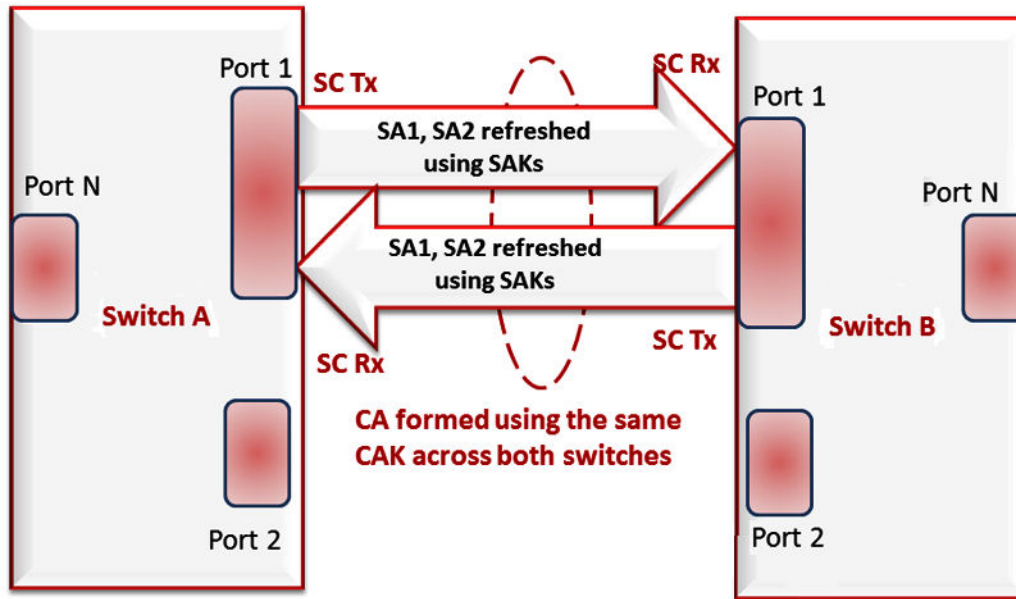 Port 1
SC Tx
SC Rx
Port 1
SA1, SA2 refreshed
using SAKs
Port N
Port N
SA1, SA2 refreshed
using SAKs
Switch A
Switch B
SC Rx
SC Tx
CA formed using the same
CAK across both switches
Port 2
Port 2